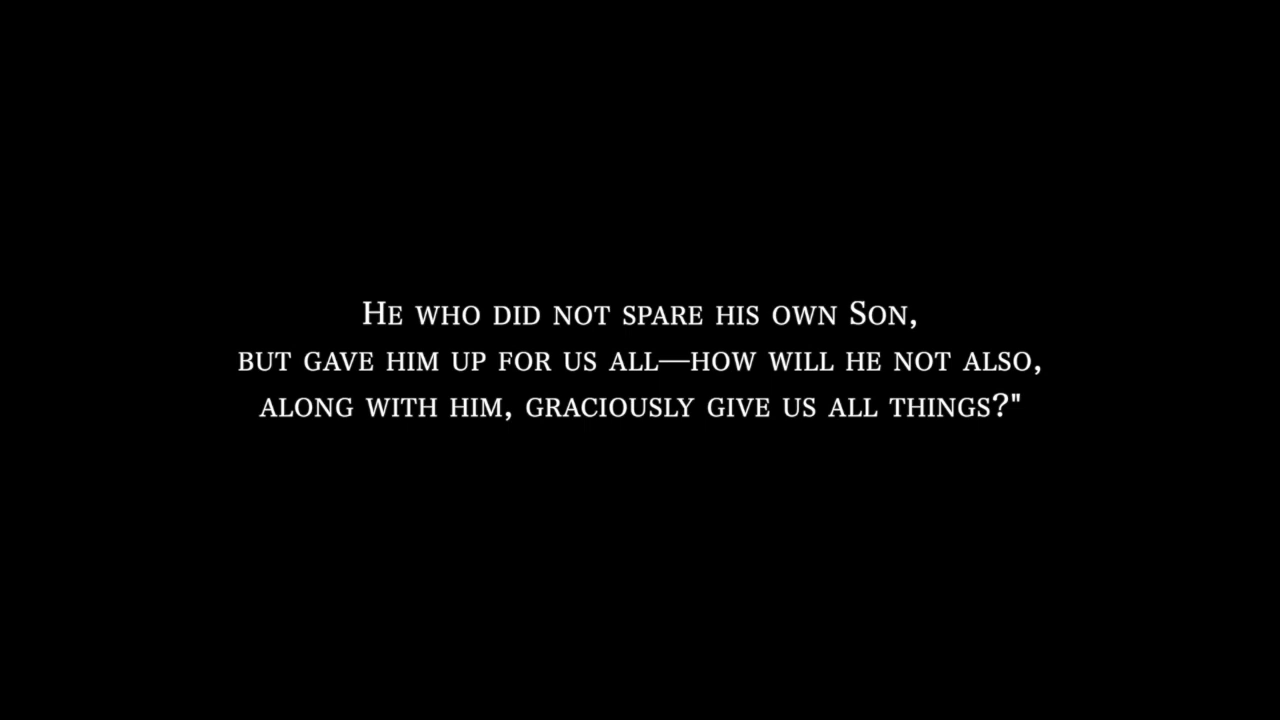 He who did not spare his own Son,
but gave him up for us all—how will he not also,
along with him, graciously give us all things?"